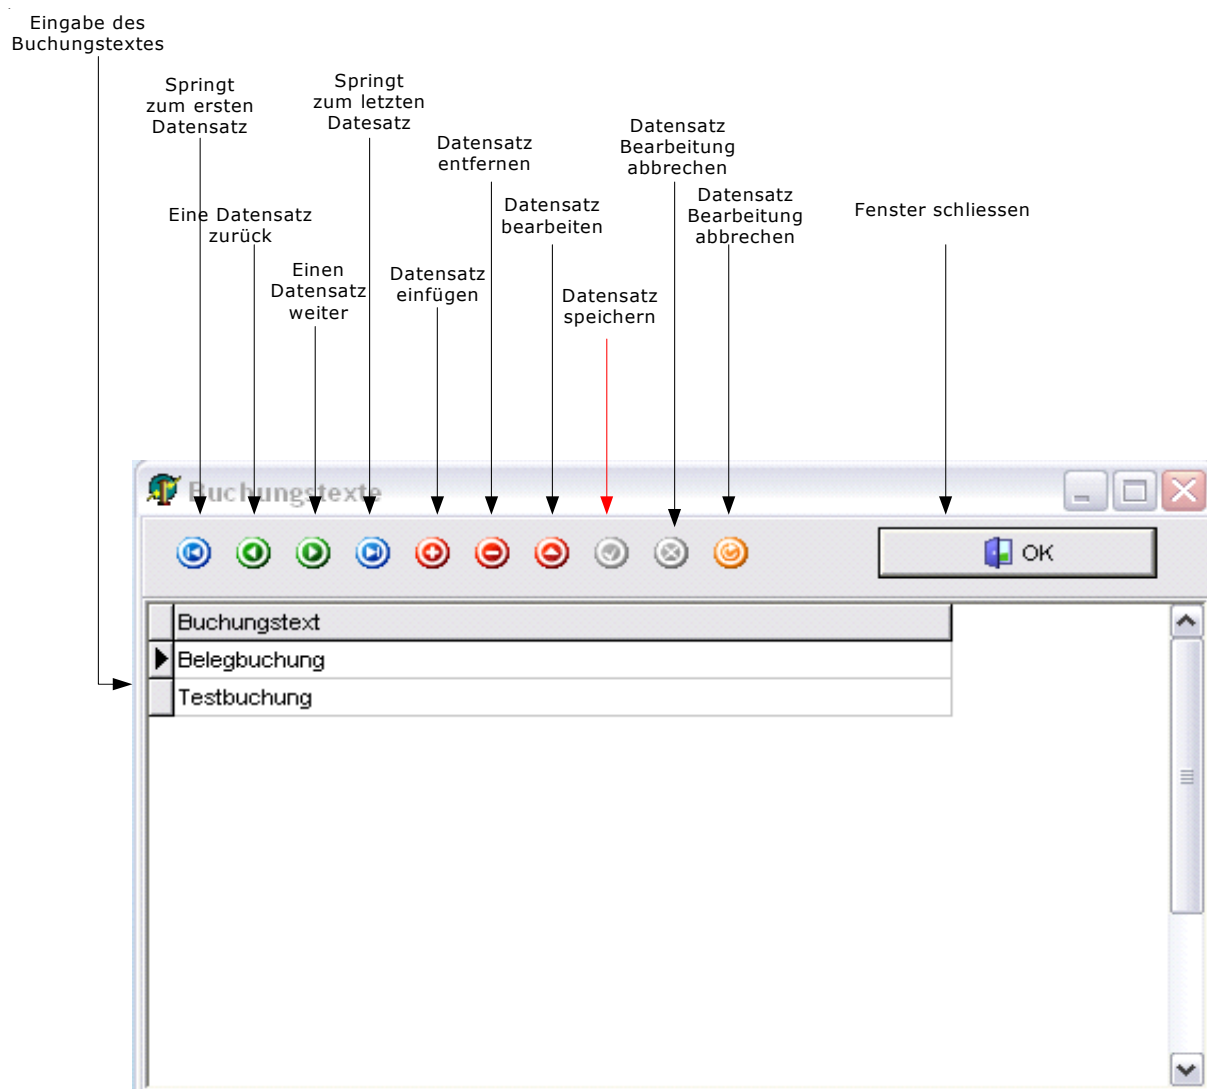 Eingabe des
Buchungstextes
Springt
zum ersten
Datensatz
Springt
zum letzten
Datesatz
Datensatz
entfernen
Datensatz
Bearbeitung
abbrechen
Eine Datensatz
zurück
Datensatz
bearbeiten
Datensatz
Bearbeitung
abbrechen
Fenster schliessen
Einen
Datensatz
weiter
Datensatz
einfügen
Datensatz
speichern
Buchungstexte
OK
Buchungstext
Belegbuchung
Testbuchung